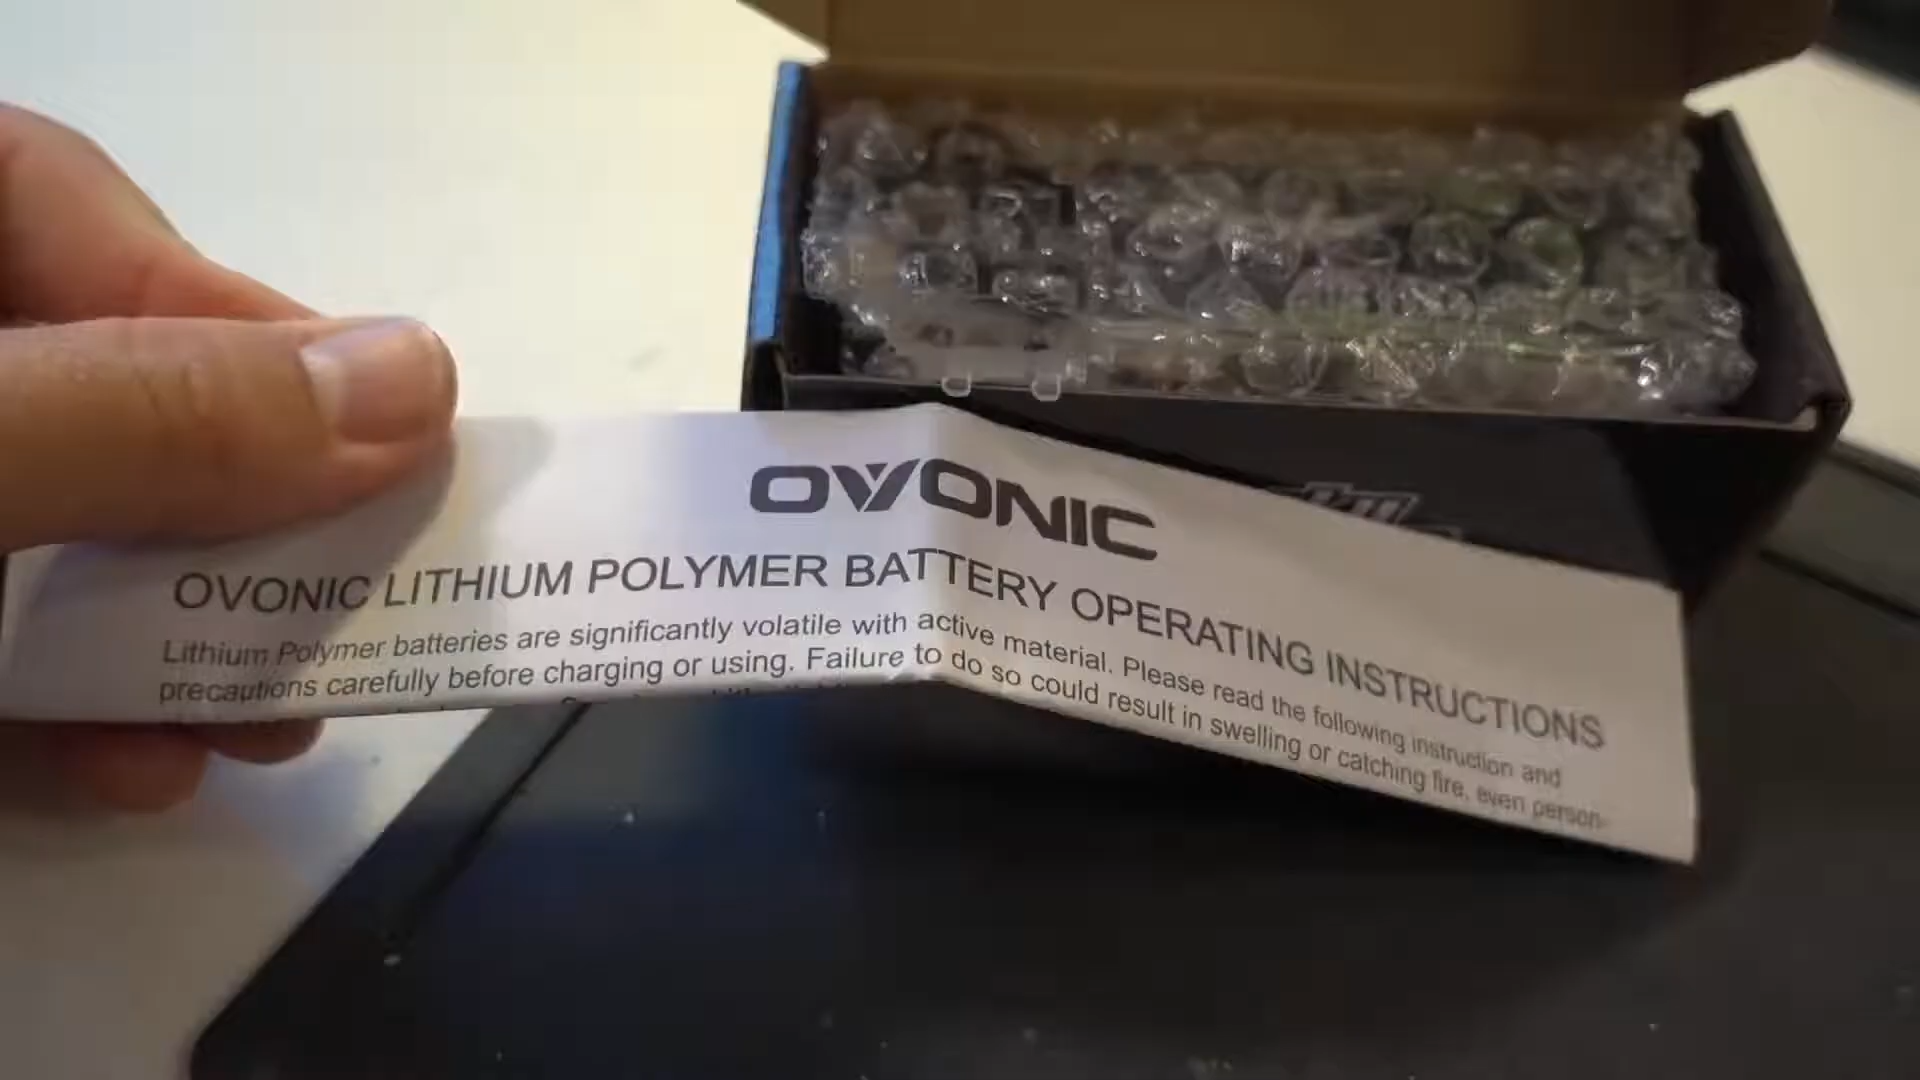 OVONIC
OVONIC LITHIUM POLYMER BATTERY OPERATING INSTRUCTIONS
Lithium Polymer batteries are significantly volatile with active material. Please read the following instruction and
precautions carefully before charging or using. Failure to do so could result in swelling or catching fire, even person-